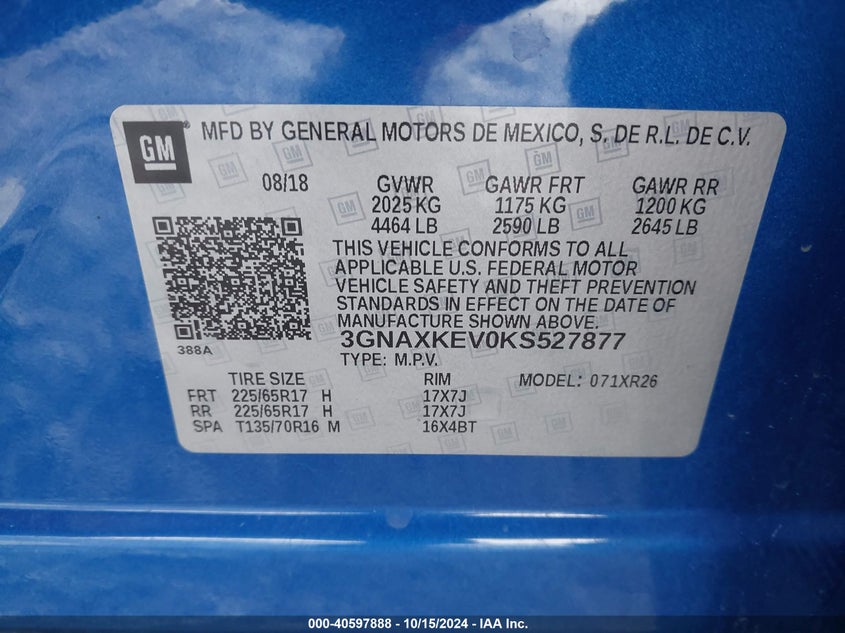 GM
MFD BY GENERAL MOTORS DE MEXICO, S. DE R.L. DE C.V.
08/18 GVWR GAWR FRT GAWR RR
2025 KG 1175 KG 1200 KG
4464 LB 2590 LB 2645 LB
THIS VEHICLE CONFORMS TO ALL
APPLICABLE U.S. FEDERAL MOTOR
VEHICLE SAFETY AND THEFT PREVENTION
STANDARDS IN EFFECT ON THE DATE OF
MANUFACTURE SHOWN ABOVE.
388A
3GNAXKEV0KS527877
TYPE: M.P.V.
TIRE SIZE RIM MODEL: 071XR26
FRT 225/65R17 H 17X7J
RR 225/65R17 H 17X7J
SPA T135/70R16 M 16X4BT
000-40597888 - 10/15/2024 - IAA Inc.